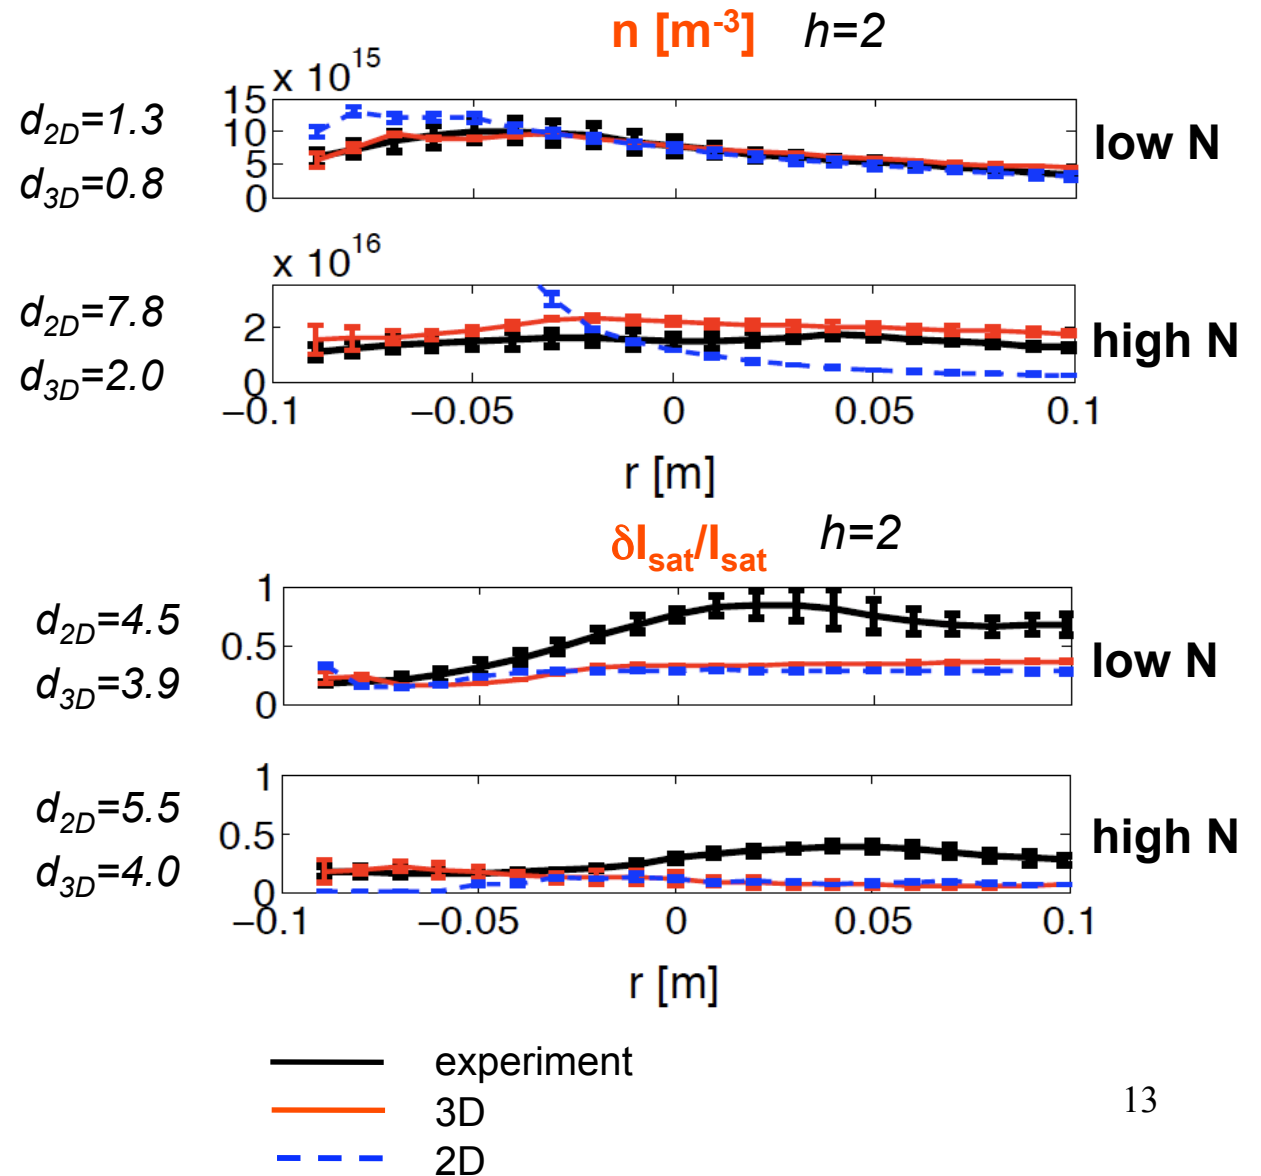 n [m-3] h=2
x 10^15
d2D=1.3
d3D=0.8
15
10
5
0
low N
x 10^16
d2D=7.8
d3D=2.0
2
0
high N
−0.1 −0.05 0 0.05 0.1
r [m]
δIsat/Isat h=2
d2D=4.5
d3D=3.9
1
0.5
0
low N
d2D=5.5
d3D=4.0
1
0.5
0
high N
−0.1 −0.05 0 0.05 0.1
r [m]
experiment
3D
2D
13